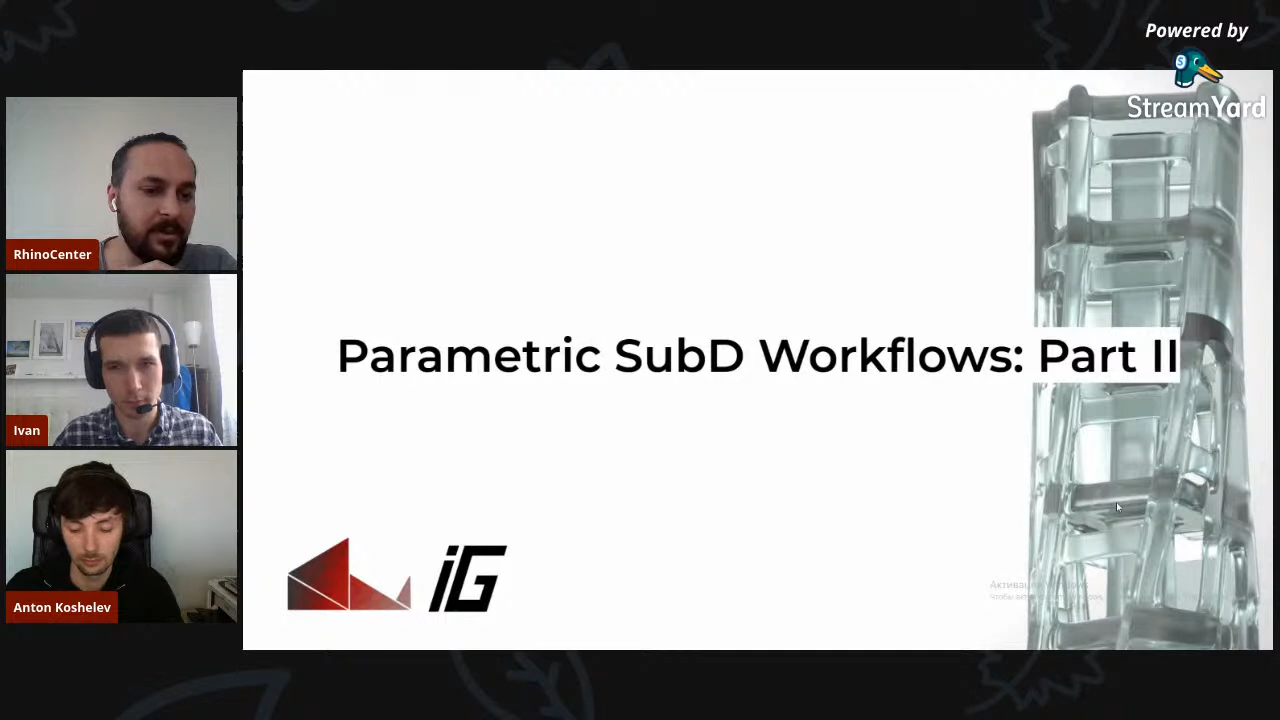 Powered by
StreamYard
RhinoCenter
Parametric SubD Workflows: Part II
Ivan
iG
Anton Koshelev